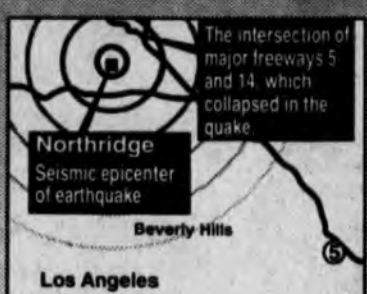 The intersection of
major freeways 5
and 14, which
collapsed in the
quake.
Northridge
Seismic epicenter
of earthquake
Beverly Hills
5
Los Angeles